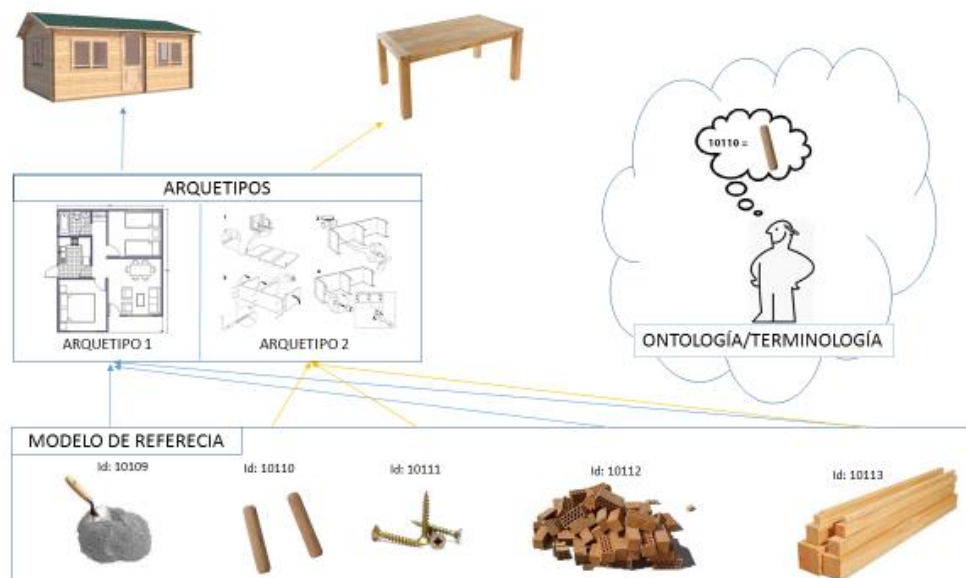 10110 =
ARQUETIPOS
ARQUETIPO 1
ARQUETIPO 2
ONTOLOGÍA/TERMINOLOGÍA
MODELO DE REFERECIA
Id: 10109
Id: 10110
Id: 10111
Id: 10112
Id: 10113